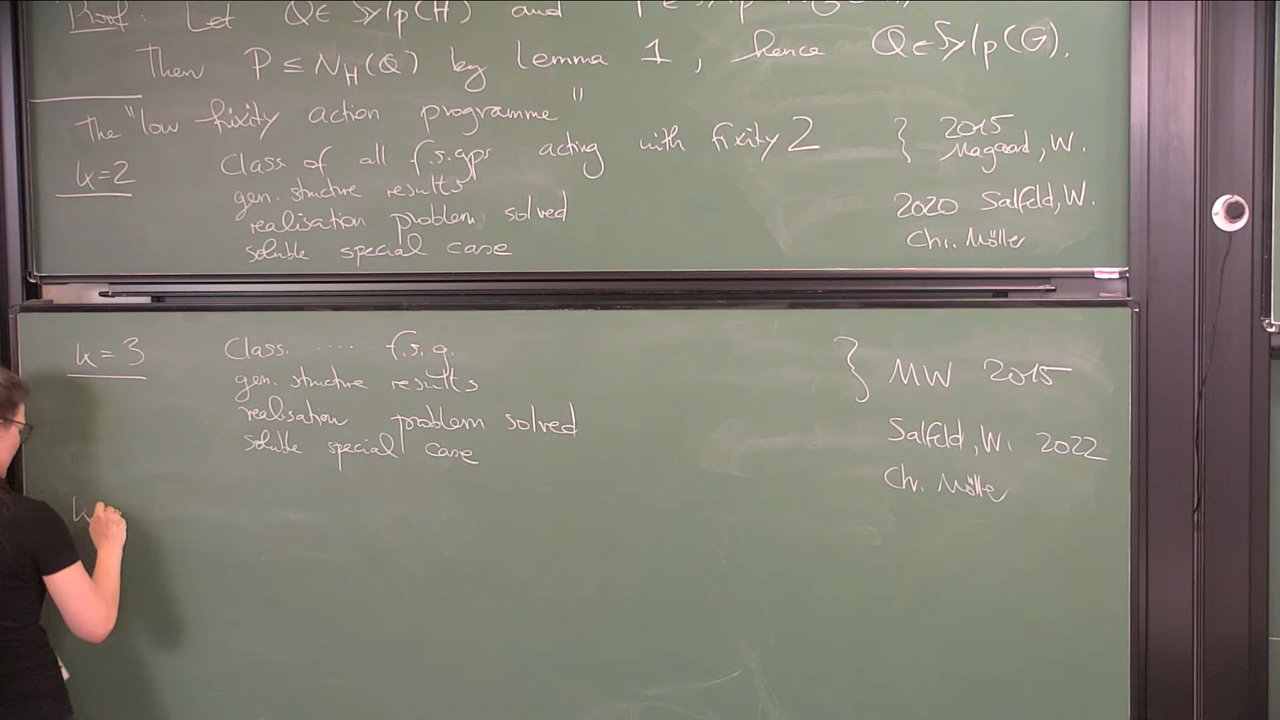 Proof: Let Q ∈ Sylp(H) and
Then P ≤ N_H(Q) by lemma 1, hence Q ∈ Sylp(G).
The "low fixity action programme"
k=2 Class. of all f.s.gps acting with fixity 2 } 2015 Magaard, W.
gen. structure results
realisation problem solved 2020 Salfeld, W.
soluble special case Chr. Möller
k=3 Class. .... f.s.g. } MW 2015
gen. structure results
realisation problem solved Salfeld, W. 2022
soluble special case Chr. Möller
k